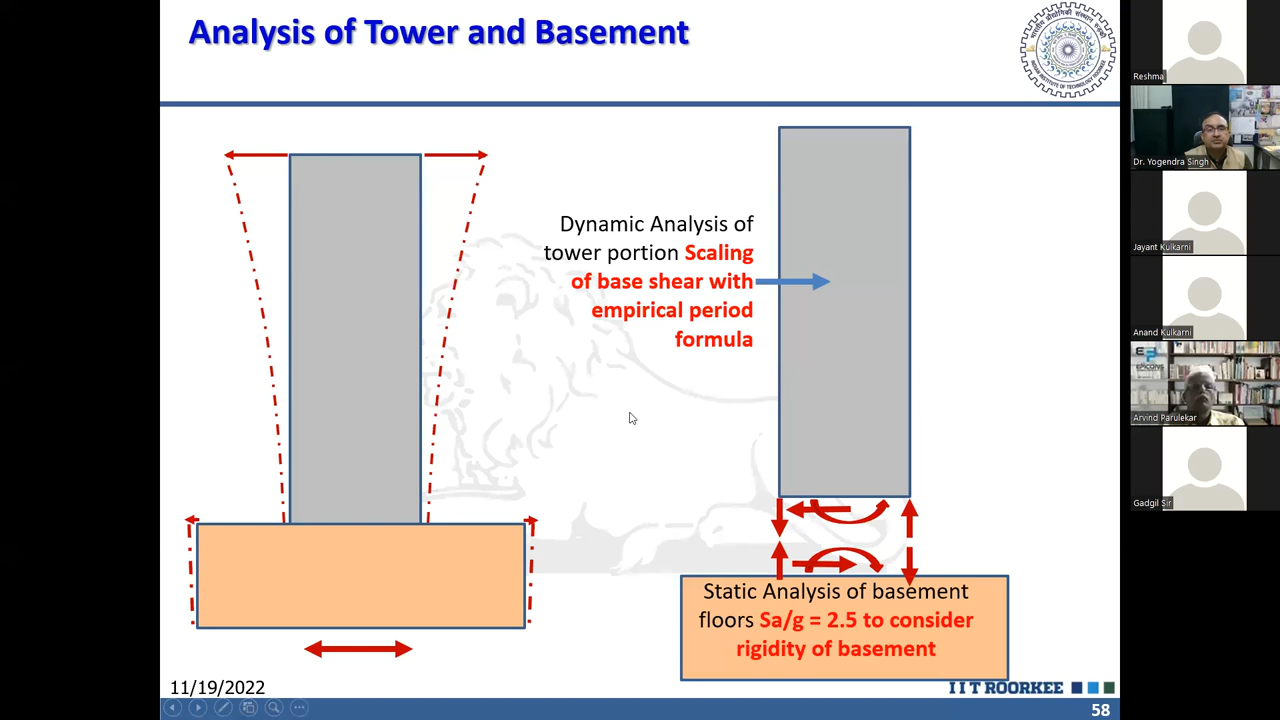 Analysis of Tower and Basement
Dynamic Analysis of
tower portion Scaling
of base shear with
empirical period
formula
Static Analysis of basement
floors Sa/g = 2.5 to consider
rigidity of basement
11/19/2022
I I T ROORKEE
58
Reshma
Dr. Yogendra Singh
Jayant Kulkarni
Anand Kulkarni
EPICONS
Arvind Parulekar
Gadgil Sir